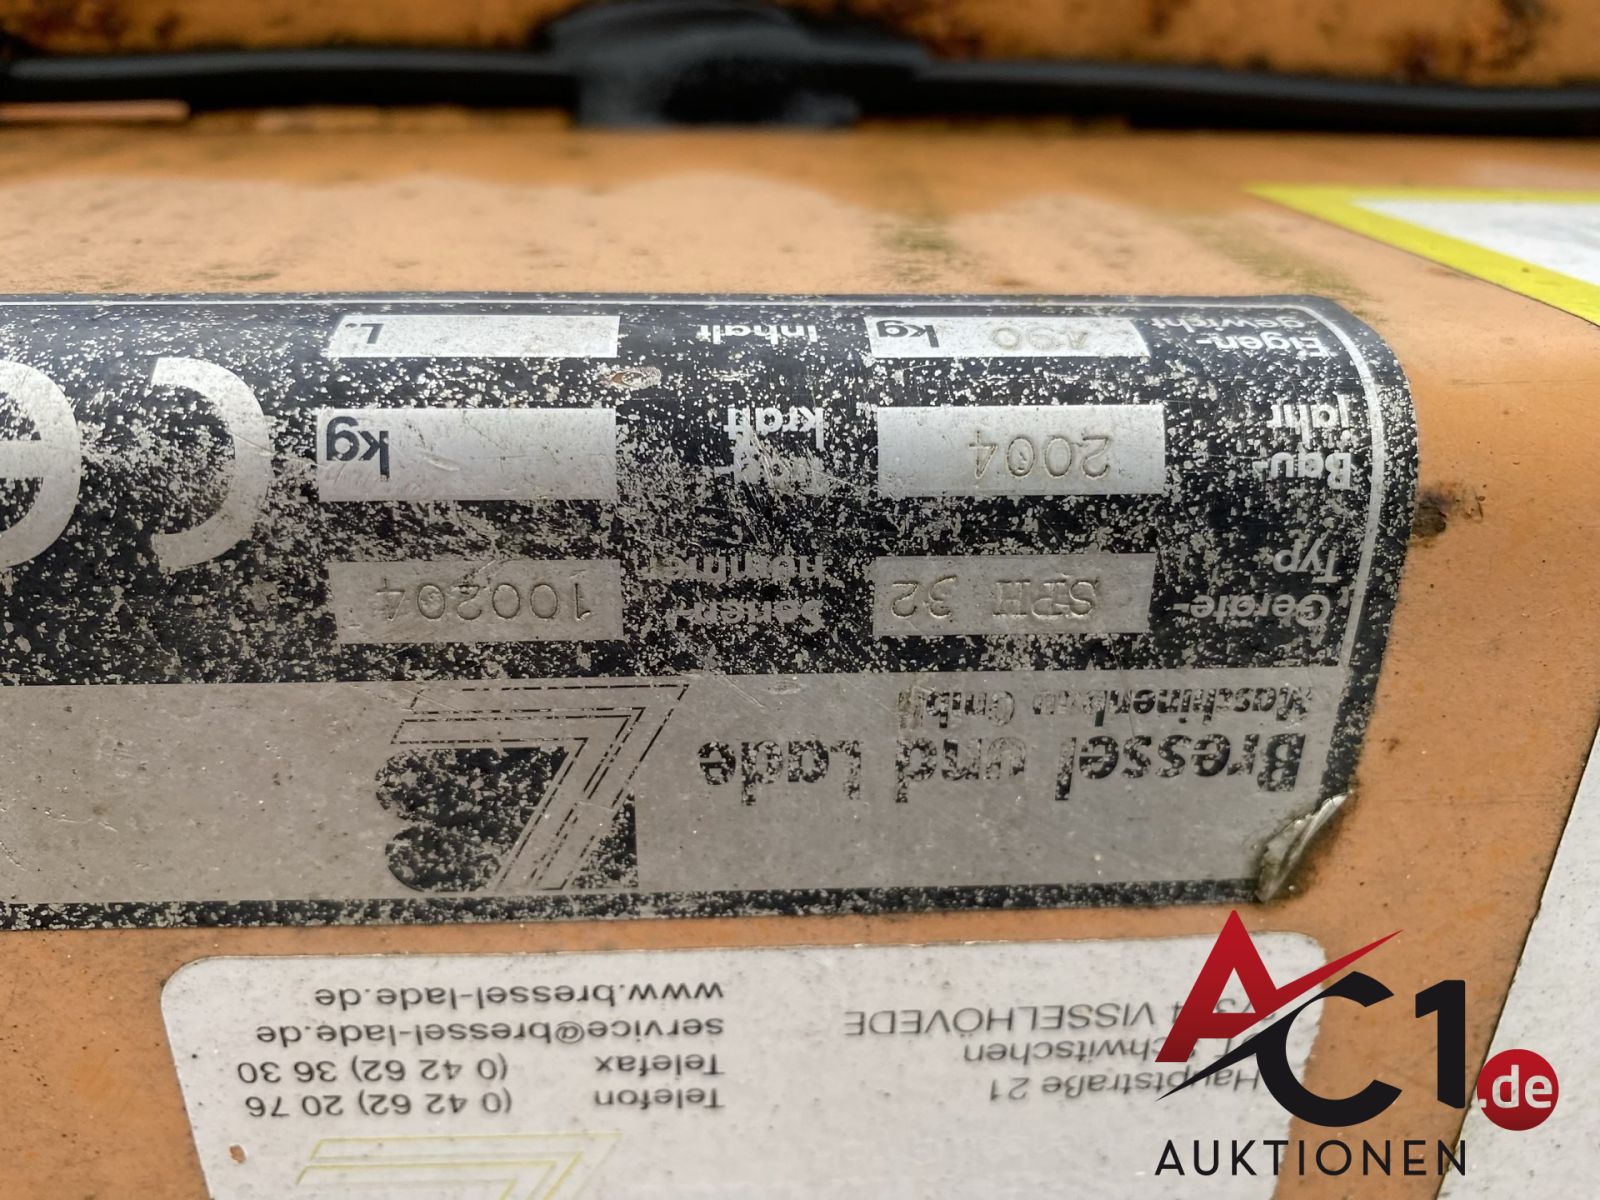 Telefon (0 42 62) 20 76
Telefax (0 42 62) 36 30
service@bressel-lade.de
www.bressel-lade.de
Hauptstraße 21
VISSELHÖVEDE
Bressel und Lade
Maschinenbau GmbH
Geräte-Typ SPH 32
Serien-nummer 100204
Bau-jahr 2004
kraft kg
Eigen-gewicht 490 kg
Inhalt L.
CE
AC1.de
AUKTIONEN